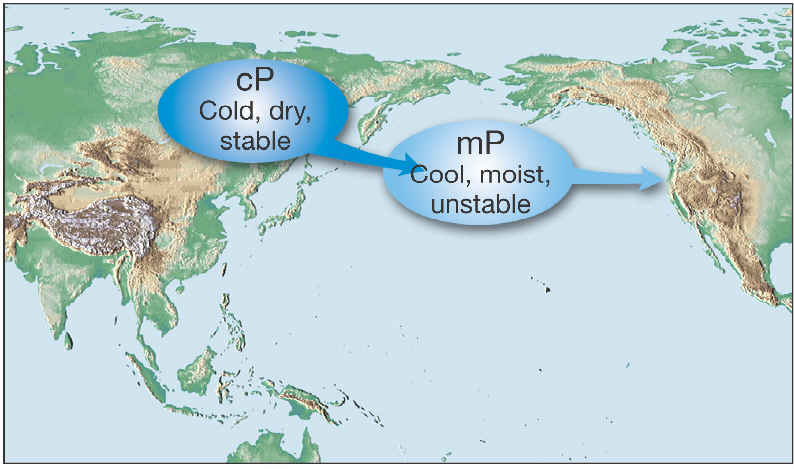 cP
Cold, dry,
stable
mP
Cool, moist,
unstable